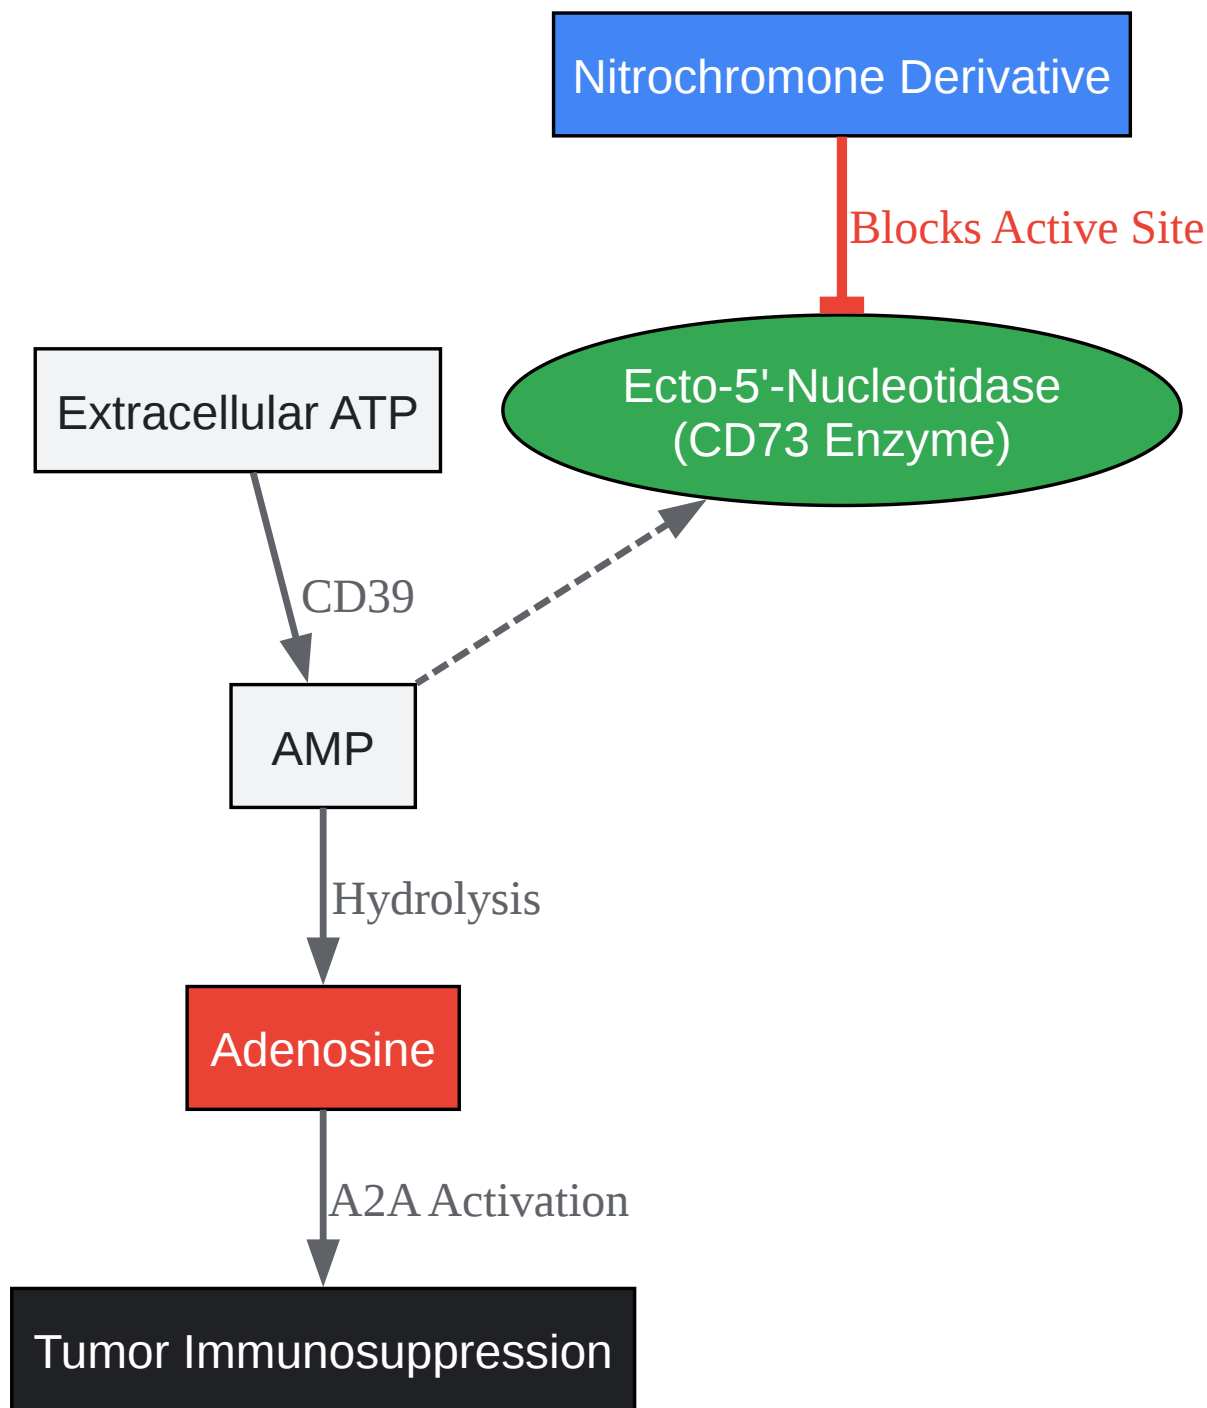 Nitrochromone Derivative
Blocks Active Site
Extracellular ATP
Ecto-5'-Nucleotidase
(CD73 Enzyme)
CD39
AMP
Hydrolysis
Adenosine
A2A Activation
Tumor Immunosuppression